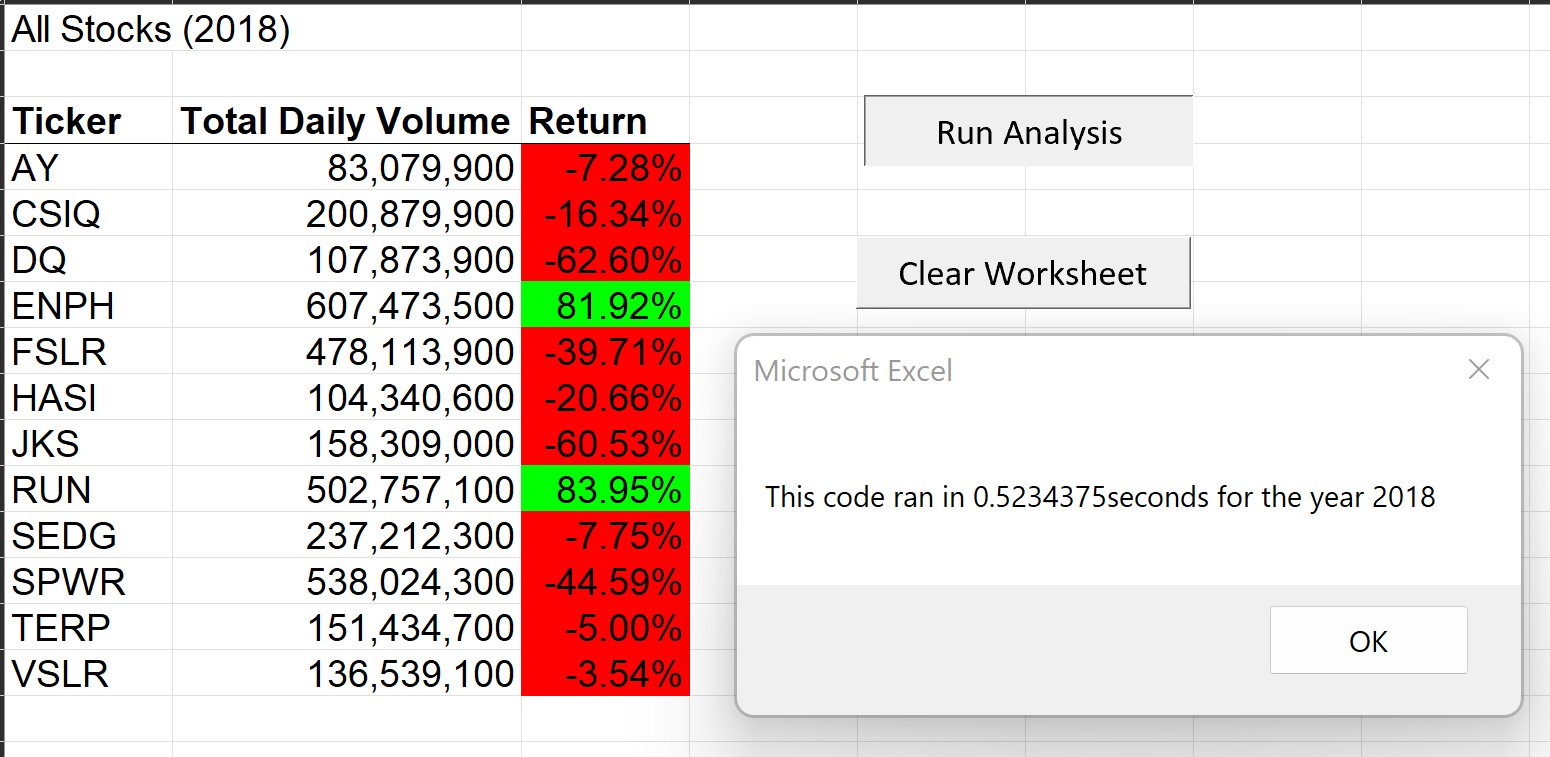 All Stocks (2018)
Ticker Total Daily Volume Return
AY 83,079,900 -7.28%
CSIQ 200,879,900 -16.34%
DQ 107,873,900 -62.60%
ENPH 607,473,500 81.92%
FSLR 478,113,900 -39.71%
HASI 104,340,600 -20.66%
JKS 158,309,000 -60.53%
RUN 502,757,100 83.95%
SEDG 237,212,300 -7.75%
SPWR 538,024,300 -44.59%
TERP 151,434,700 -5.00%
VSLR 136,539,100 -3.54%
Run Analysis
Clear Worksheet
Microsoft Excel
This code ran in 0.5234375seconds for the year 2018
OK